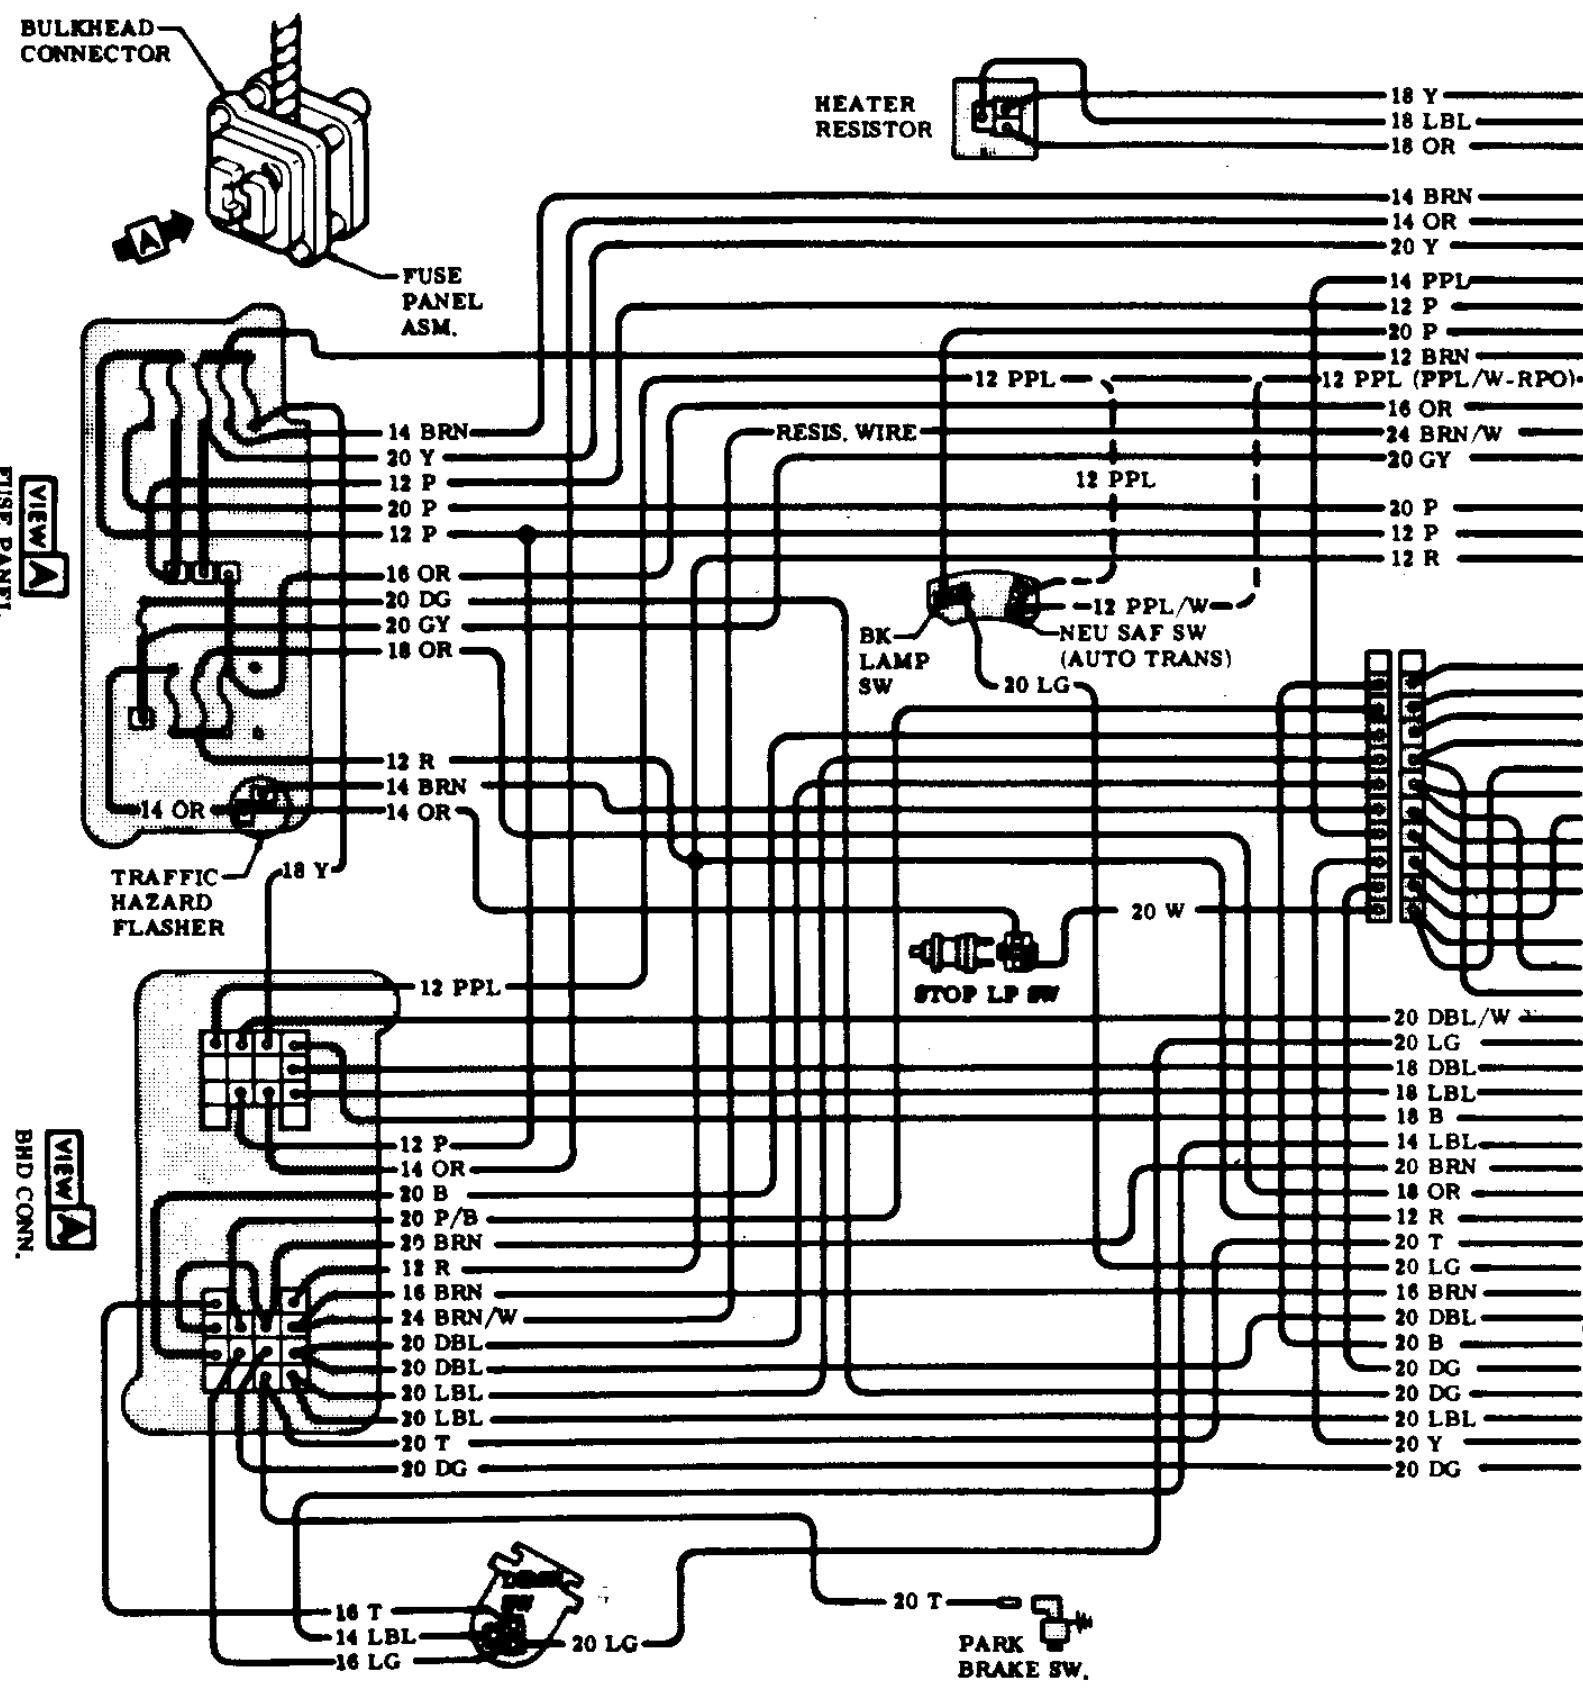 BULKHEAD
CONNECTOR
HEATER
RESISTOR
18 Y
18 LBL
18 OR
A
14 BRN
14 OR
20 Y
FUSE
PANEL
ASM.
14 PPL
12 P
20 P
12 BRN
12 PPL
12 PPL (PPL/W-RPO)
16 OR
14 BRN
RESIS. WIRE
24 BRN/W
20 Y
20 GY
12 P
12 PPL
20 P
20 P
12 P
12 P
12 R
VIEW A
FUSE PANEL
16 OR
20 DG
20 GY
18 OR
12 PPL/W
BK
LAMP
SW
NEU SAF SW
(AUTO TRANS)
20 LG
12 R
14 BRN
14 OR
14 OR
18 Y
TRAFFIC
HAZARD
FLASHER
20 W
STOP LP SW
12 PPL
20 DBL/W
20 LG
18 DBL
18 LBL
18 B
14 LBL
20 BRN
18 OR
12 R
20 T
20 LG
16 BRN
20 DBL
20 B
20 DG
20 DG
20 LBL
20 Y
20 DG
VIEW A
BHD CONN.
12 P
14 OR
20 B
20 P/B
20 BRN
12 R
16 BRN
24 BRN/W
20 DBL
20 DBL
20 LBL
20 LBL
20 T
20 DG
SW
16 T
14 LBL
16 LG
20 LG
20 T
PARK
BRAKE SW.